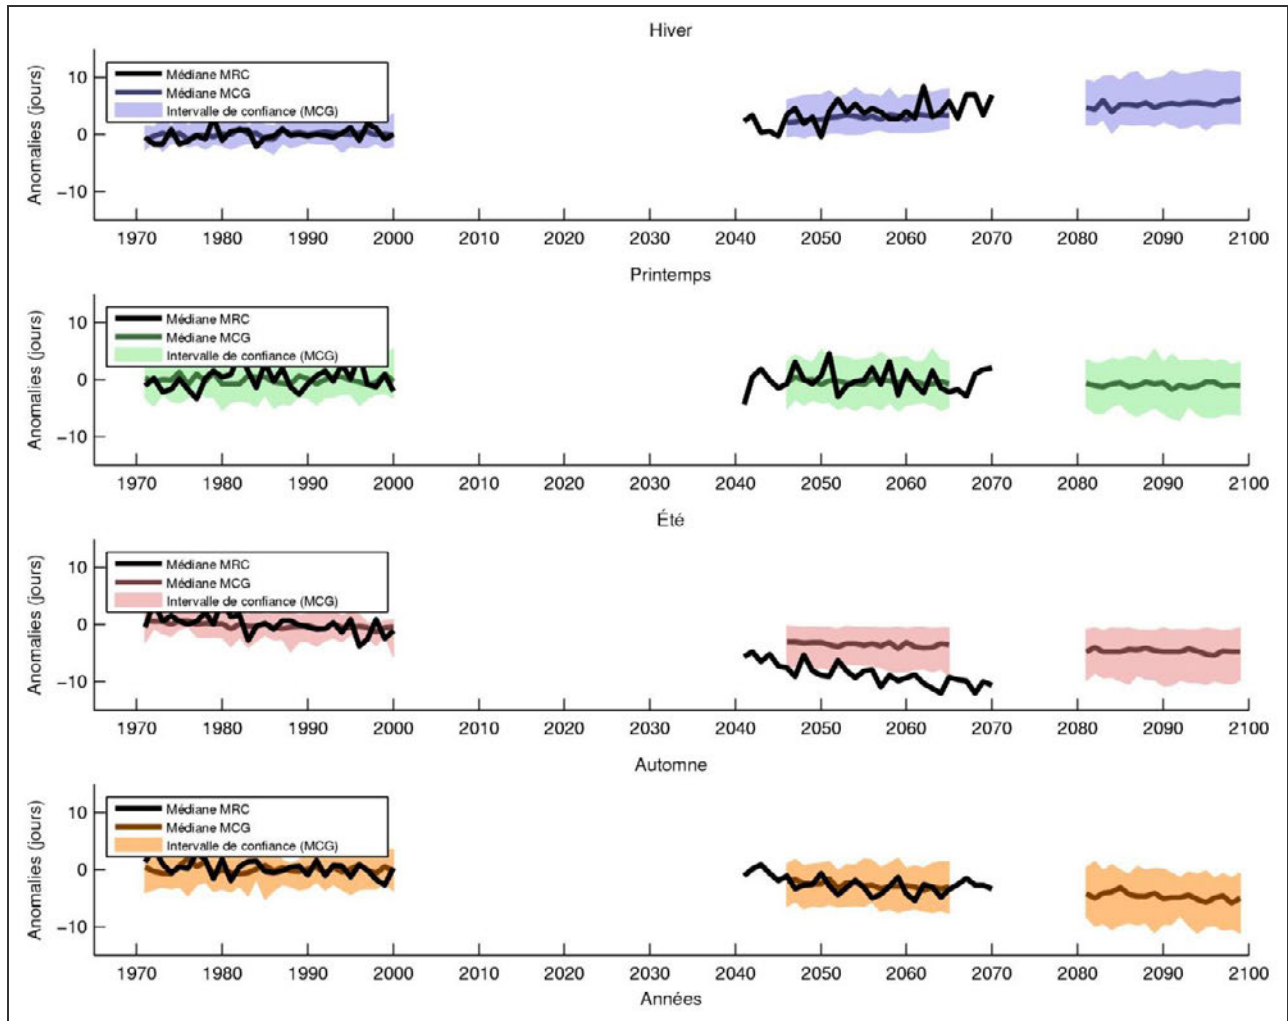 Hiver
Anomalies (jours)
10
0
−10
Médiane MRC
Médiane MCG
Intervalle de confiance (MCG)
1970 1980 1990 2000 2010 2020 2030 2040 2050 2060 2070 2080 2090 2100
Printemps
Anomalies (jours)
10
0
−10
Médiane MRC
Médiane MCG
Intervalle de confiance (MCG)
1970 1980 1990 2000 2010 2020 2030 2040 2050 2060 2070 2080 2090 2100
Été
Anomalies (jours)
10
0
−10
Médiane MRC
Médiane MCG
Intervalle de confiance (MCG)
1970 1980 1990 2000 2010 2020 2030 2040 2050 2060 2070 2080 2090 2100
Automne
Anomalies (jours)
10
0
−10
Médiane MRC
Médiane MCG
Intervalle de confiance (MCG)
1970 1980 1990 2000 2010 2020 2030 2040 2050 2060 2070 2080 2090 2100
Années